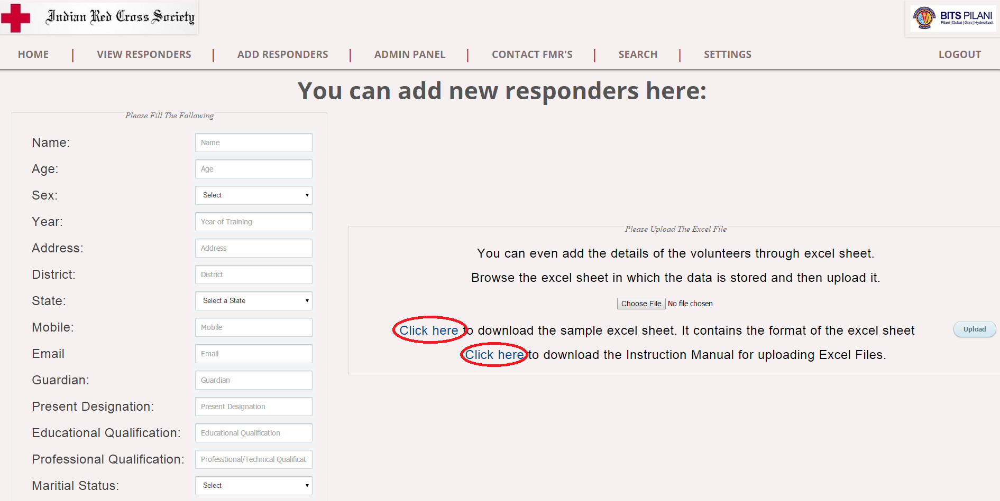 Indian Red Cross Society
BITS PILANI
Pilani | Dubai | Goa | Hyderabad
HOME | VIEW RESPONDERS | ADD RESPONDERS | ADMIN PANEL | CONTACT FMR'S | SEARCH | SETTINGS LOGOUT
You can add new responders here:
Please Fill The Following
Name: Name
Age: Age
Sex: Select
Year: Year of Training
Address: Address
District: District
State: Select a State
Mobile: Mobile
Email Email
Guardian: Guardian
Present Designation: Present Designation
Educational Qualification: Educational Qualification
Professional Qualification: Professtional/Technical Qualificat
Maritial Status: Select
Please Upload The Excel File
You can even add the details of the volunteers through excel sheet.
Browse the excel sheet in which the data is stored and then upload it.
Choose File No file chosen
Click here to download the sample excel sheet. It contains the format of the excel sheet
Upload
Click here to download the Instruction Manual for uploading Excel Files.